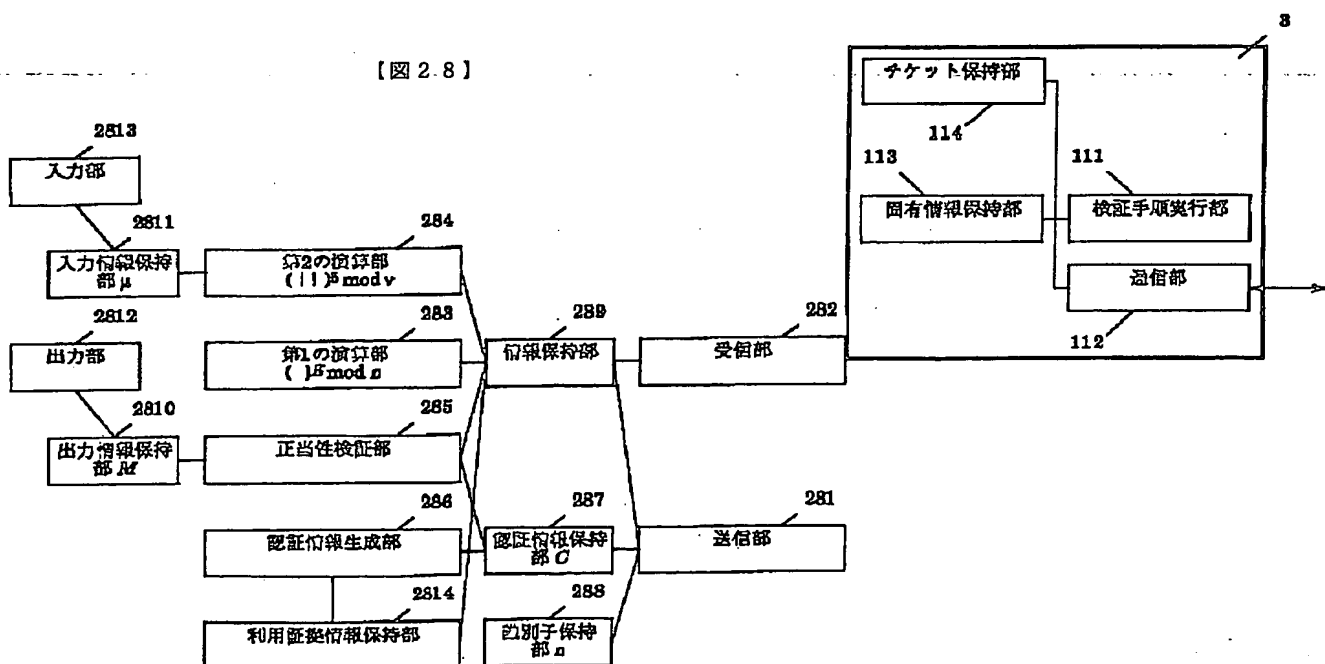 【図28】
3
チケット保持部
114
2813
入力部
113
111
固有情報保持部
検証手順実行部
2811
284
入力情報保持
部 μ
第2の演算部
( | | )⁵ mod ν
通信部
112
2812
283
289
282
出力部
第1の演算部
( )ᴱ mod n
情報保持部
受信部
2810
285
出力情報保持
部 M
正当性検証部
286
287
281
認証情報生成部
認証情報保持
部 C
送信部
2814
288
利用証拠情報保持部
識別子保持
部 n